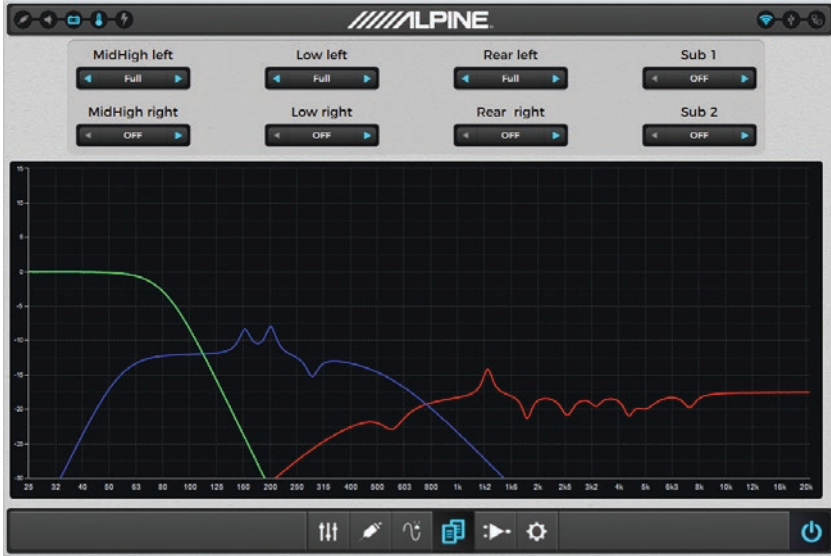 ALPINE
MidHigh left
Low left
Rear left
Sub 1
Full
Full
Full
OFF
MidHigh right
Low right
Rear right
Sub 2
OFF
OFF
OFF
OFF
15
10
5
0
-5
-10
-15
-20
-25
-30
25 32 40 50 63 80 100 125 160 200 250 315 400 500 603 800 1k 1k2 1k6 2k 2k5 3k2 4k 5k 6k3 8k 10k 12k 16k 20k